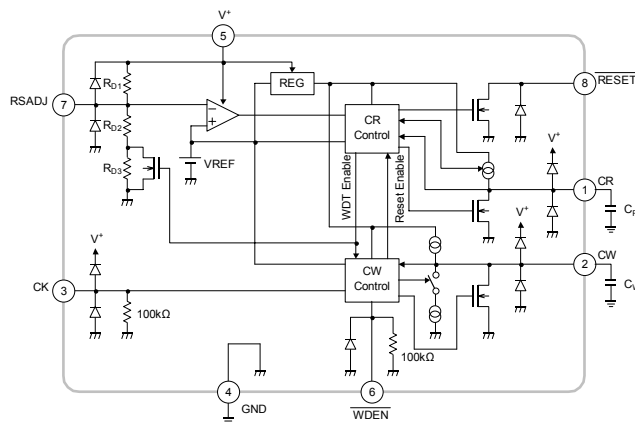 V+
5
RD1
REG
8
RESET
RSADJ
7
RD2
CR
Control
V+
VREF
RD3
WDT Enable
Reset Enable
1
CR
V+
V+
CW
Control
2
CW
CK
3
100kΩ
100kΩ
4
GND
6
WDEN